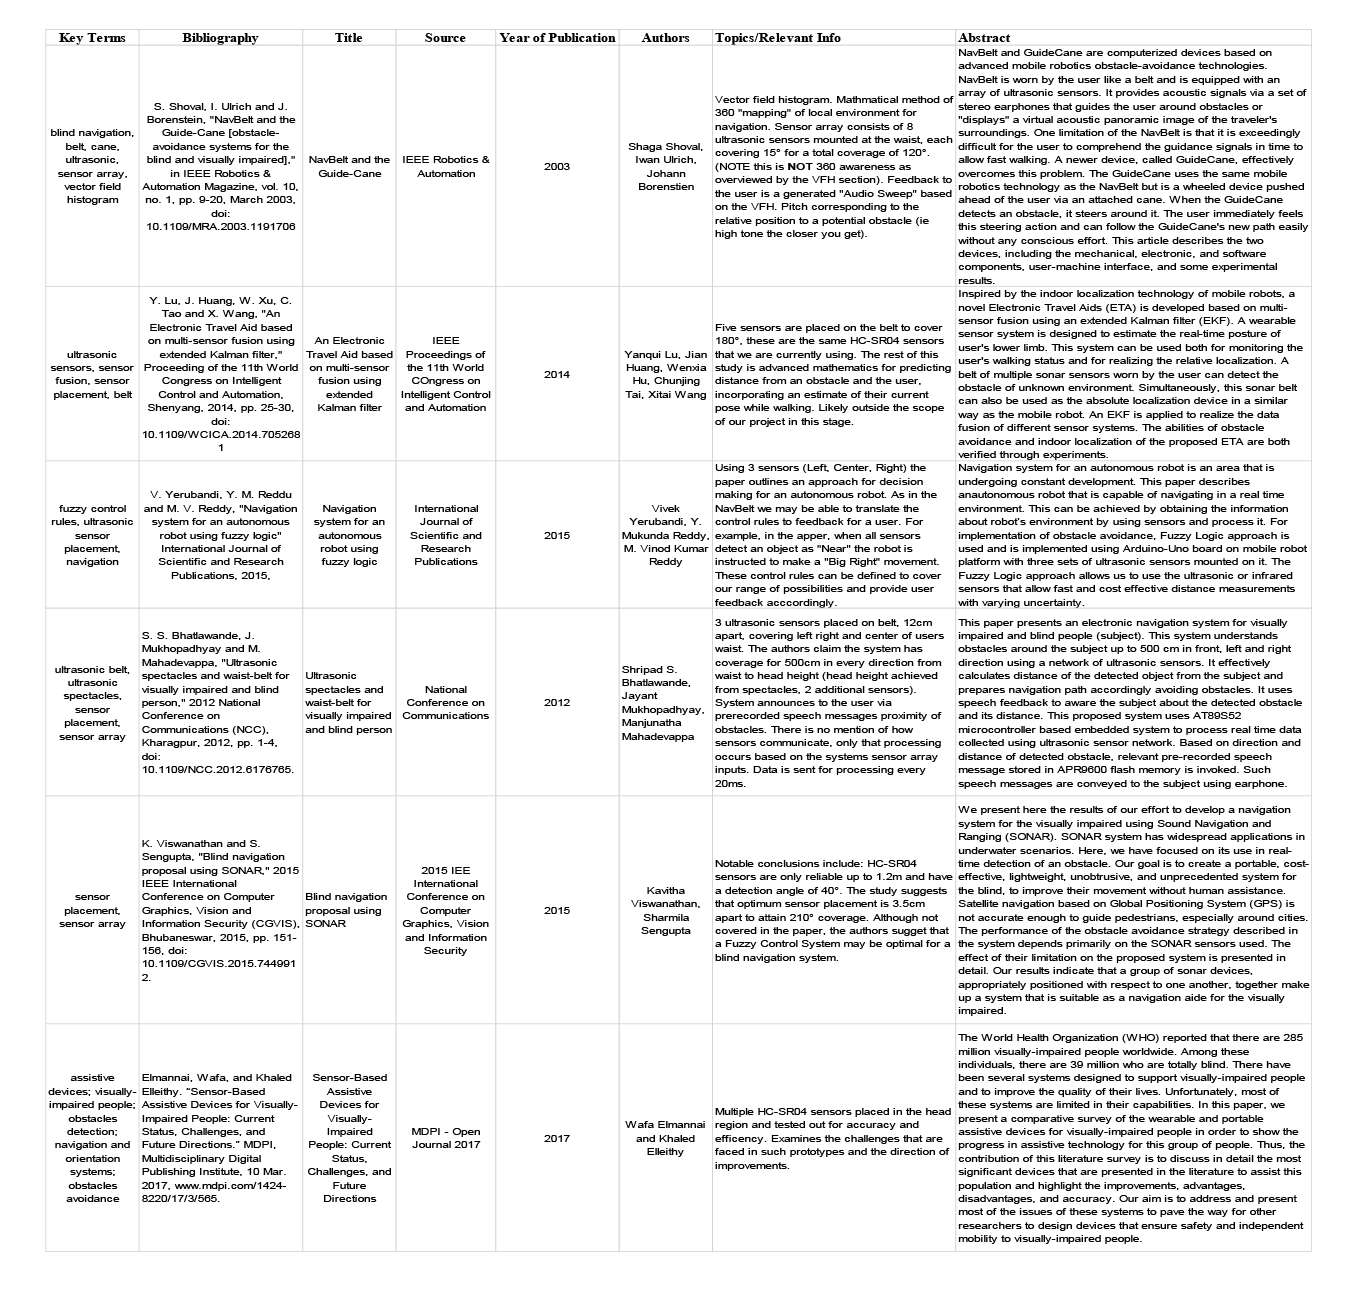 Key Terms
Bibliography
Title
Source
Year of Publication
Authors
Topics/Relevant Info
Abstract
blind navigation,
belt, cane,
ultrasonic,
sensor array,
vector field
histogram
S. Shoval, I. Ulrich and J.
Borenstein, "NavBelt and the
Guide-Cane [obstacle-
avoidance systems for the
blind and visually impaired],"
in IEEE Robotics &
Automation Magazine, vol. 10,
no. 1, pp. 9-20, March 2003,
doi:
10.1109/MRA.2003.1191706
NavBelt and the
Guide-Cane
IEEE Robotics &
Automation
2003
Shaga Shoval,
Iwan Ulrich,
Johann
Borenstien
Vector field histogram. Mathmatical method of
360 "mapping" of local environment for
navigation. Sensor array consists of 8
ultrasonic sensors mounted at the waist, each
covering 15° for a total coverage of 120°.
(NOTE this is NOT 360 awareness as
overviewed by the VFH section). Feedback to
the user is a generated "Audio Sweep" based
on the VFH. Pitch corresponding to the
relative position to a potential obstacle (ie
high tone the closer you get).
NavBelt and GuideCane are computerized devices based on
advanced mobile robotics obstacle-avoidance technologies.
NavBelt is worn by the user like a belt and is equipped with an
array of ultrasonic sensors. It provides acoustic signals via a set of
stereo earphones that guides the user around obstacles or
"displays" a virtual acoustic panoramic image of the traveler's
surroundings. One limitation of the NavBelt is that it is exceedingly
difficult for the user to comprehend the guidance signals in time to
allow fast walking. A newer device, called GuideCane, effectively
overcomes this problem. The GuideCane uses the same mobile
robotics technology as the NavBelt but is a wheeled device pushed
ahead of the user via an attached cane. When the GuideCane
detects an obstacle, it steers around it. The user immediately feels
this steering action and can follow the GuideCane's new path easily
without any conscious effort. This article describes the two
devices, including the mechanical, electronic, and software
components, user-machine interface, and some experimental
results.
ultrasonic
sensors, sensor
fusion, sensor
placement, belt
Y. Lu, J. Huang, W. Xu, C.
Tao and X. Wang, "An
Electronic Travel Aid based
on multi-sensor fusion using
extended Kalman filter,"
Proceeding of the 11th World
Congress on Intelligent
Control and Automation,
Shenyang, 2014, pp. 25-30,
doi:
10.1109/WCICA.2014.705268
1
An Electronic
Travel Aid based
on multi-sensor
fusion using
extended
Kalman filter
IEEE
Proceedings of
the 11th World
COngress on
Intelligent Control
and Automation
2014
Yanqui Lu, Jian
Huang, Wenxia
Hu, Chunjing
Tai, Xitai Wang
Five sensors are placed on the belt to cover
180°, these are the same HC-SR04 sensors
that we are currently using. The rest of this
study is advanced mathematics for predicting
distance from an obstacle and the user,
incorporating an estimate of their current
pose while walking. Likely outside the scope
of our project in this stage.
Inspired by the indoor localization technology of mobile robots, a
novel Electronic Travel Aids (ETA) is developed based on multi-
sensor fusion using an extended Kalman filter (EKF). A wearable
sensor system is designed to estimate the real-time posture of
user's lower limb. This system can be used both for monitoring the
user's walking status and for realizing the relative localization. A
belt of multiple sonar sensors worn by the user can detect the
obstacle of unknown environment. Simultaneously, this sonar belt
can also be used as the absolute localization device in a similar
way as the mobile robot. An EKF is applied to realize the data
fusion of different sensor systems. The abilities of obstacle
avoidance and indoor localization of the proposed ETA are both
verified through experiments.
fuzzy control
rules, ultrasonic
sensor
placement,
navigation
V. Yerubandi, Y. M. Reddu
and M. V. Reddy, "Navigation
system for an autonomous
robot using fuzzy logic"
International Journal of
Scientific and Research
Publications, 2015,
Navigation
system for an
autonomous
robot using
fuzzy logic
International
Journal of
Scientific and
Research
Publications
2015
Vivek
Yerubandi, Y.
Mukunda Reddy,
M. Vinod Kumar
Reddy
Using 3 sensors (Left, Center, Right) the
paper outlines an approach for decision
making for an autonomous robot. As in the
NavBelt we may be able to translate the
control rules to feedback for a user. For
example, in the apper, when all sensors
detect an object as "Near" the robot is
instructed to make a "Big Right" movement.
These control rules can be defined to cover
our range of possibilities and provide user
feedback acccordingly.
Navigation system for an autonomous robot is an area that is
undergoing constant development. This paper describes
anautonomous robot that is capable of navigating in a real time
environment. This can be achieved by obtaining the information
about robot's environment by using sensors and process it. For
implementation of obstacle avoidance, Fuzzy Logic approach is
used and is implemented using Arduino-Uno board on mobile robot
platform with three sets of ultrasonic sensors mounted on it. The
Fuzzy Logic approach allows us to use the ultrasonic or infrared
sensors that allow fast and cost effective distance measurements
with varying uncertainty.
ultrasonic belt,
ultrasonic
spectacles,
sensor
placement,
sensor array
S. S. Bhatlawande, J.
Mukhopadhyay and M.
Mahadevappa, "Ultrasonic
spectacles and waist-belt for
visually impaired and blind
person," 2012 National
Conference on
Communications (NCC),
Kharagpur, 2012, pp. 1-4,
doi:
10.1109/NCC.2012.6176765.
Ultrasonic
spectacles and
waist-belt for
visually impaired
and blind person
National
Conference on
Communications
2012
Shripad S.
Bhatlawande,
Jayant
Mukhopadhyay,
Manjunatha
Mahadevappa
3 ultrasonic sensors placed on belt, 12cm
apart, covering left right and center of users
waist. The authors claim the system has
coverage for 500cm in every direction from
waist to head height (head height achieved
from spectacles, 2 additional sensors).
System announces to the user via
prerecorded speech messages proximity of
obstacles. There is no mention of how
sensors communicate, only that processing
occurs based on the systems sensor array
inputs. Data is sent for processing every
20ms.
This paper presents an electronic navigation system for visually
impaired and blind people (subject). This system understands
obstacles around the subject up to 500 cm in front, left and right
direction using a network of ultrasonic sensors. It effectively
calculates distance of the detected object from the subject and
prepares navigation path accordingly avoiding obstacles. It uses
speech feedback to aware the subject about the detected obstacle
and its distance. This proposed system uses AT89S52
microcontroller based embedded system to process real time data
collected using ultrasonic sensor network. Based on direction and
distance of detected obstacle, relevant pre-recorded speech
message stored in APR9600 flash memory is invoked. Such
speech messages are conveyed to the subject using earphone.
sensor
placement,
sensor array
K. Viswanathan and S.
Sengupta, "Blind navigation
proposal using SONAR," 2015
IEEE International
Conference on Computer
Graphics, Vision and
Information Security (CGVIS),
Bhubaneswar, 2015, pp. 151-
156, doi:
10.1109/CGVIS.2015.744991
2.
Blind navigation
proposal using
SONAR
2015 IEE
International
Conference on
Computer
Graphics, Vision
and Information
Security
2015
Kavitha
Viswanathan,
Sharmila
Sengupta
Notable conclusions include: HC-SR04
sensors are only reliable up to 1.2m and have
a detection angle of 40°. The study suggests
that optimum sensor placement is 3.5cm
apart to attain 210° coverage. Although not
covered in the paper, the authors suggtet that
a Fuzzy Control System may be optimal for a
blind navigation system.
We present here the results of our effort to develop a navigation
system for the visually impaired using Sound Navigation and
Ranging (SONAR). SONAR system has widespread applications in
underwater scenarios. Here, we have focused on its use in real-
time detection of an obstacle. Our goal is to create a portable, cost-
effective, lightweight, unobtrusive, and unprecedented system for
the blind, to improve their movement without human assistance.
Satellite navigation based on Global Positioning System (GPS) is
not accurate enough to guide pedestrians, especially around cities.
The performance of the obstacle avoidance strategy described in
the system depends primarily on the SONAR sensors used. The
effect of their limitation on the proposed system is presented in
detail. Our results indicate that a group of sonar devices,
appropriately positioned with respect to one another, together make
up a system that is suitable as a navigation aide for the visually
impaired.
assistive
devices; visually-
impaired people;
obstacles
detection;
navigation and
orientation
systems;
obstacles
avoidance
Elmannai, Wafa, and Khaled
Elleithy. "Sensor-Based
Assistive Devices for Visually-
Impaired People: Current
Status, Challenges, and
Future Directions." MDPI,
Multidisciplinary Digital
Publishing Institute, 10 Mar.
2017, www.mdpi.com/1424-
8220/17/3/565.
Sensor-Based
Assistive
Devices for
Visually-
Impaired
People: Current
Status,
Challenges, and
Future
Directions
MDPI - Open
Journal 2017
2017
Wafa Elmannai
and Khaled
Elleithy
Multiple HC-SR04 sensors placed in the head
region and tested out for accuracy and
efficency. Examines the challenges that are
faced in such prototypes and the direction of
improvements.
The World Health Organization (WHO) reported that there are 285
million visually-impaired people worldwide. Among these
individuals, there are 39 million who are totally blind. There have
been several systems designed to support visually-impaired people
and to improve the quality of their lives. Unfortunately, most of
these systems are limited in their capabilities. In this paper, we
present a comparative survey of the wearable and portable
assistive devices for visually-impaired people in order to show the
progress in assistive technology for this group of people. Thus, the
contribution of this literature survey is to discuss in detail the most
significant devices that are presented in the literature to assist this
population and highlight the improvements, advantages,
disadvantages, and accuracy. Our aim is to address and present
most of the issues of these systems to pave the way for other
researchers to design devices that ensure safety and independent
mobility to visually-impaired people.